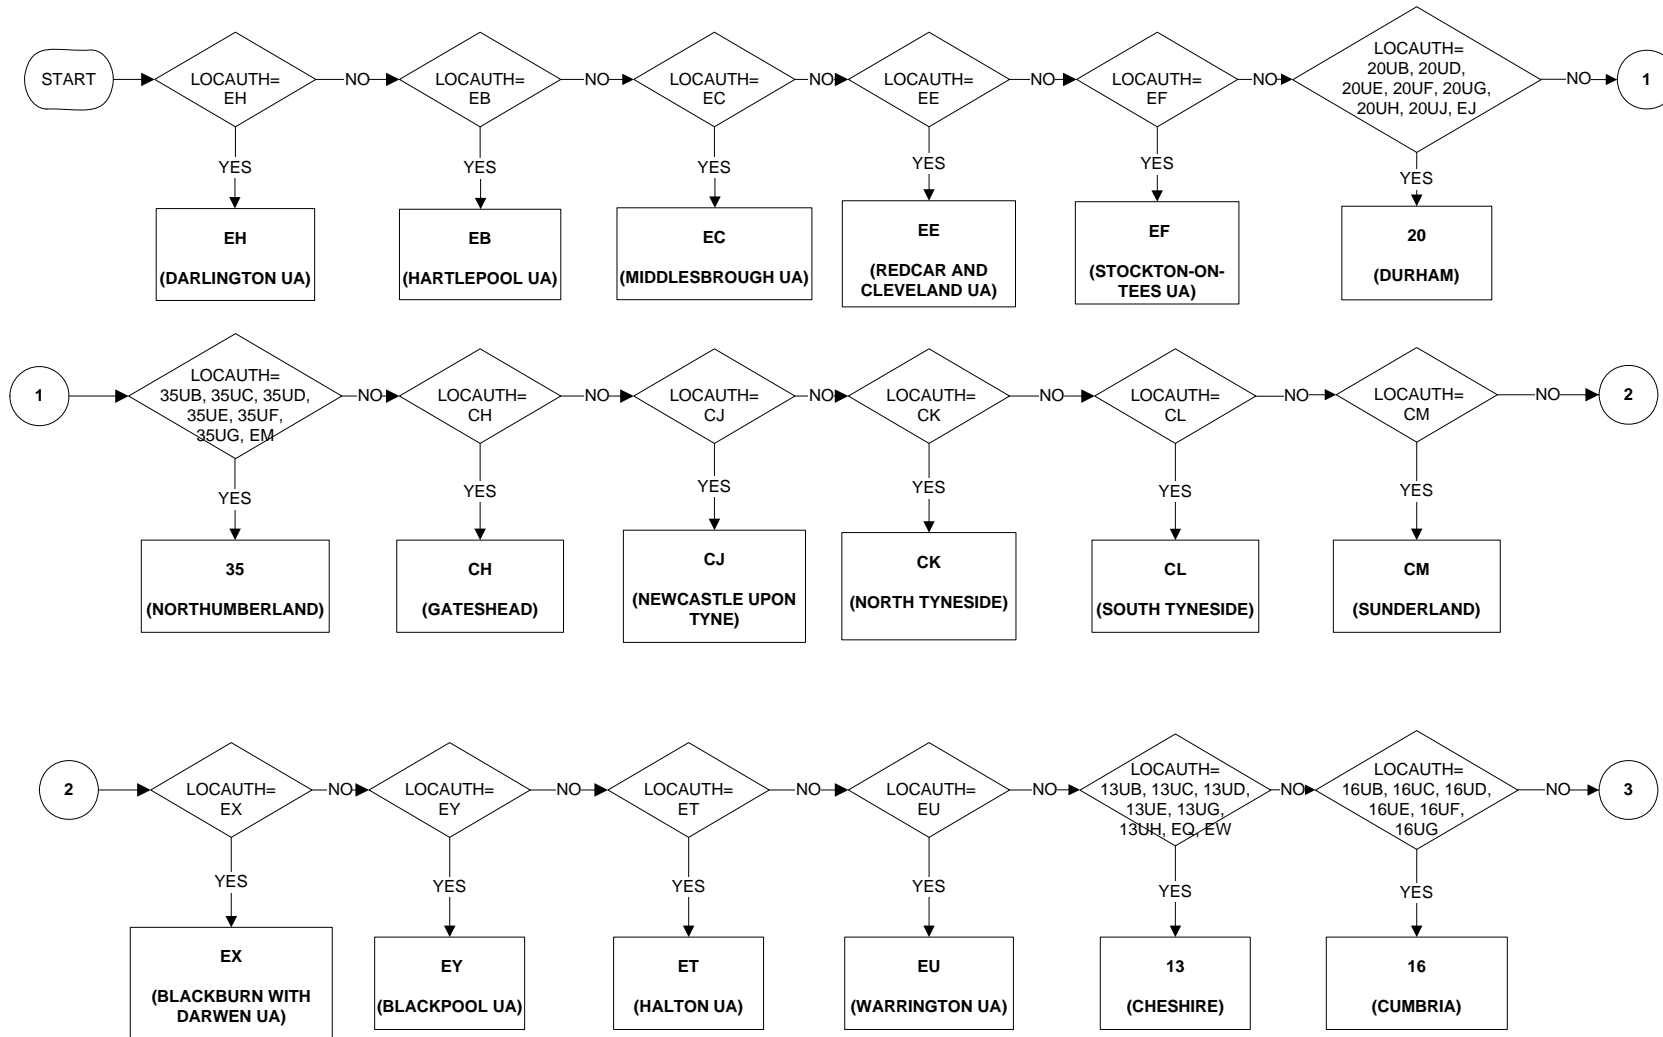 START
LOCAUTH=
EH
NO
LOCAUTH=
EB
NO
LOCAUTH=
EC
NO
LOCAUTH=
EE
NO
LOCAUTH=
EF
NO
LOCAUTH=
20UB, 20UD,
20UE, 20UF, 20UG,
20UH, 20UJ, EJ
NO
1
YES
YES
YES
YES
YES
YES
EH
(DARLINGTON UA)
EB
(HARTLEPOOL UA)
EC
(MIDDLESBROUGH UA)
EE
(REDCAR AND
CLEVELAND UA)
EF
(STOCKTON-ON-
TEES UA)
20
(DURHAM)
1
LOCAUTH=
35UB, 35UC, 35UD,
35UE, 35UF,
35UG, EM
NO
LOCAUTH=
CH
NO
LOCAUTH=
CJ
NO
LOCAUTH=
CK
NO
LOCAUTH=
CL
NO
LOCAUTH=
CM
NO
2
YES
YES
YES
YES
YES
YES
35
(NORTHUMBERLAND)
CH
(GATESHEAD)
CJ
(NEWCASTLE UPON
TYNE)
CK
(NORTH TYNESIDE)
CL
(SOUTH TYNESIDE)
CM
(SUNDERLAND)
2
LOCAUTH=
EX
NO
LOCAUTH=
EY
NO
LOCAUTH=
ET
NO
LOCAUTH=
EU
NO
LOCAUTH=
13UB, 13UC, 13UD,
13UE, 13UG,
13UH, EQ, EW
NO
LOCAUTH=
16UB, 16UC, 16UD,
16UE, 16UF,
16UG
NO
3
YES
YES
YES
YES
YES
YES
EX
(BLACKBURN WITH
DARWEN UA)
EY
(BLACKPOOL UA)
ET
(HALTON UA)
EU
(WARRINGTON UA)
13
(CHESHIRE)
16
(CUMBRIA)